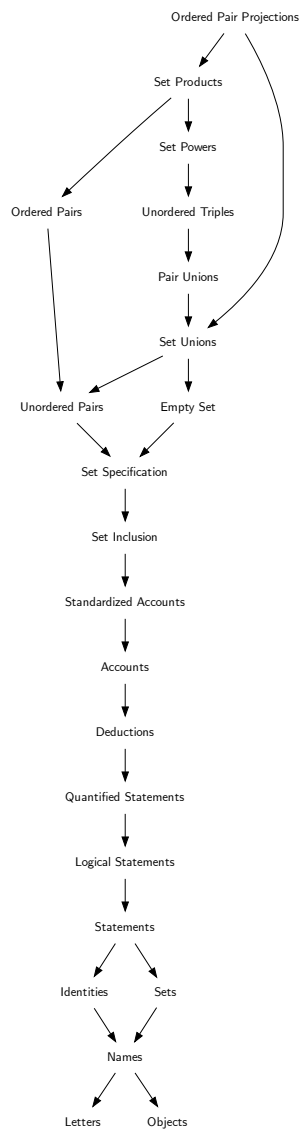 Ordered Pair Projections
Set Products
Set Powers
Ordered Pairs
Unordered Triples
Pair Unions
Set Unions
Unordered Pairs
Empty Set
Set Specification
Set Inclusion
Standardized Accounts
Accounts
Deductions
Quantified Statements
Logical Statements
Statements
Identities
Sets
Names
Letters
Objects